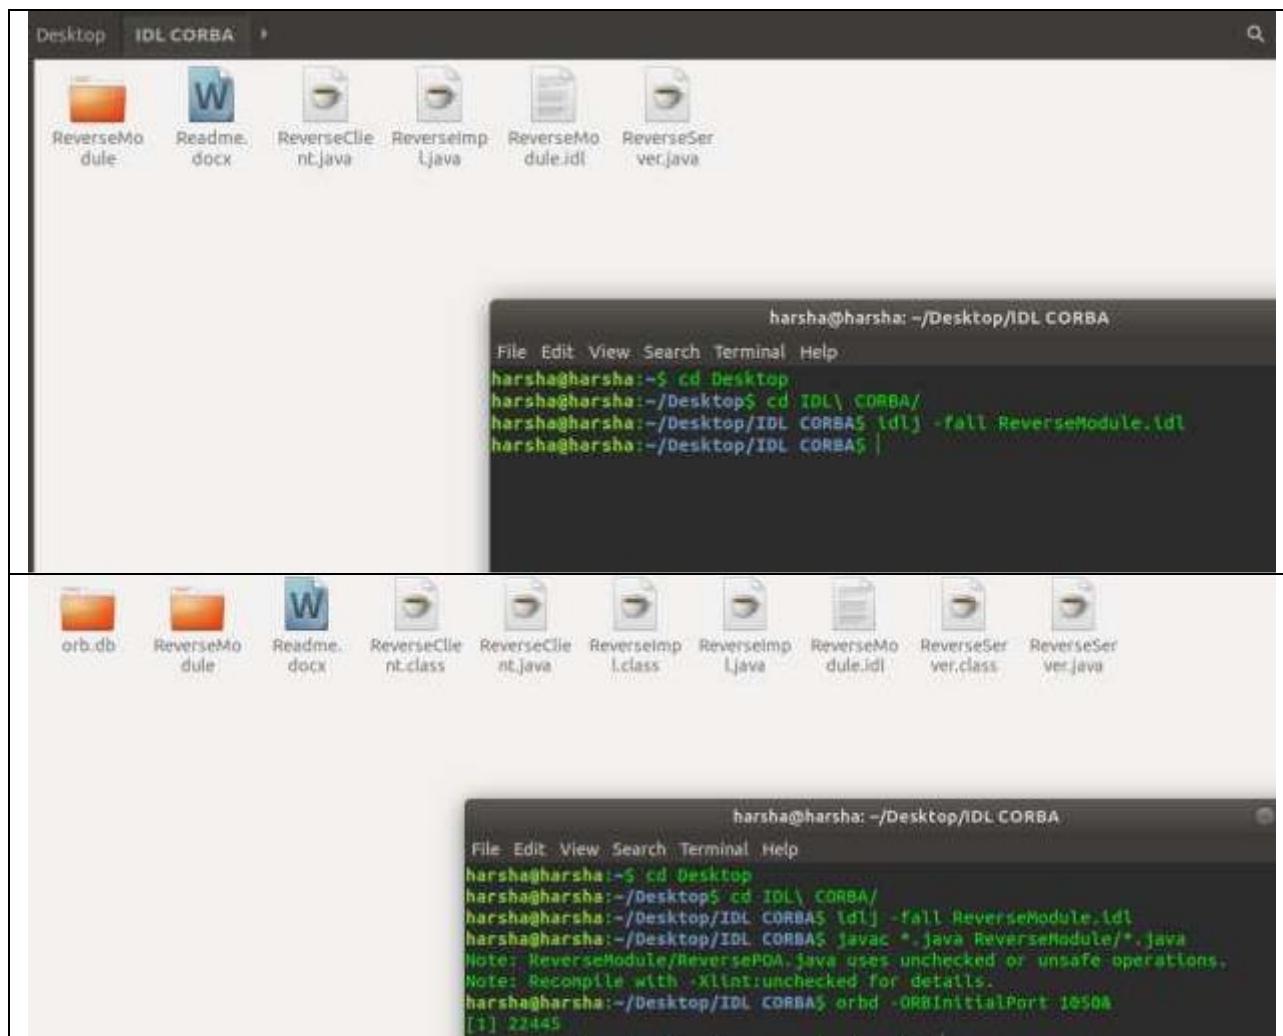 Desktop IDL CORBA
ReverseMo Readme. ReverseClie ReverseImp ReverseMo ReverseSer
dule docx nt.java l.java dule.idl ver.java
harsha@harsha: ~/Desktop/IDL CORBA
File Edit View Search Terminal Help
harsha@harsha:~$ cd Desktop
harsha@harsha:~/Desktop$ cd IDL\ CORBA/
harsha@harsha:~/Desktop/IDL CORBA$ idlj -fall ReverseModule.idl
harsha@harsha:~/Desktop/IDL CORBA$
orb.db ReverseMo Readme. ReverseClie ReverseClie ReverseImp ReverseImp ReverseMo ReverseSer ReverseSer
dule docx nt.class nt.java l.class l.java dule.idl ver.class ver.java
harsha@harsha: ~/Desktop/IDL CORBA
File Edit View Search Terminal Help
harsha@harsha:~$ cd Desktop
harsha@harsha:~/Desktop$ cd IDL\ CORBA/
harsha@harsha:~/Desktop/IDL CORBA$ idlj -fall ReverseModule.idl
harsha@harsha:~/Desktop/IDL CORBA$ javac *.java ReverseModule/*.java
Note: ReverseModule/ReversePOA.java uses unchecked or unsafe operations.
Note: Recompile with -Xlint:unchecked for details.
harsha@harsha:~/Desktop/IDL CORBA$ orbd -ORBInitialPort 1050&
[1] 22445